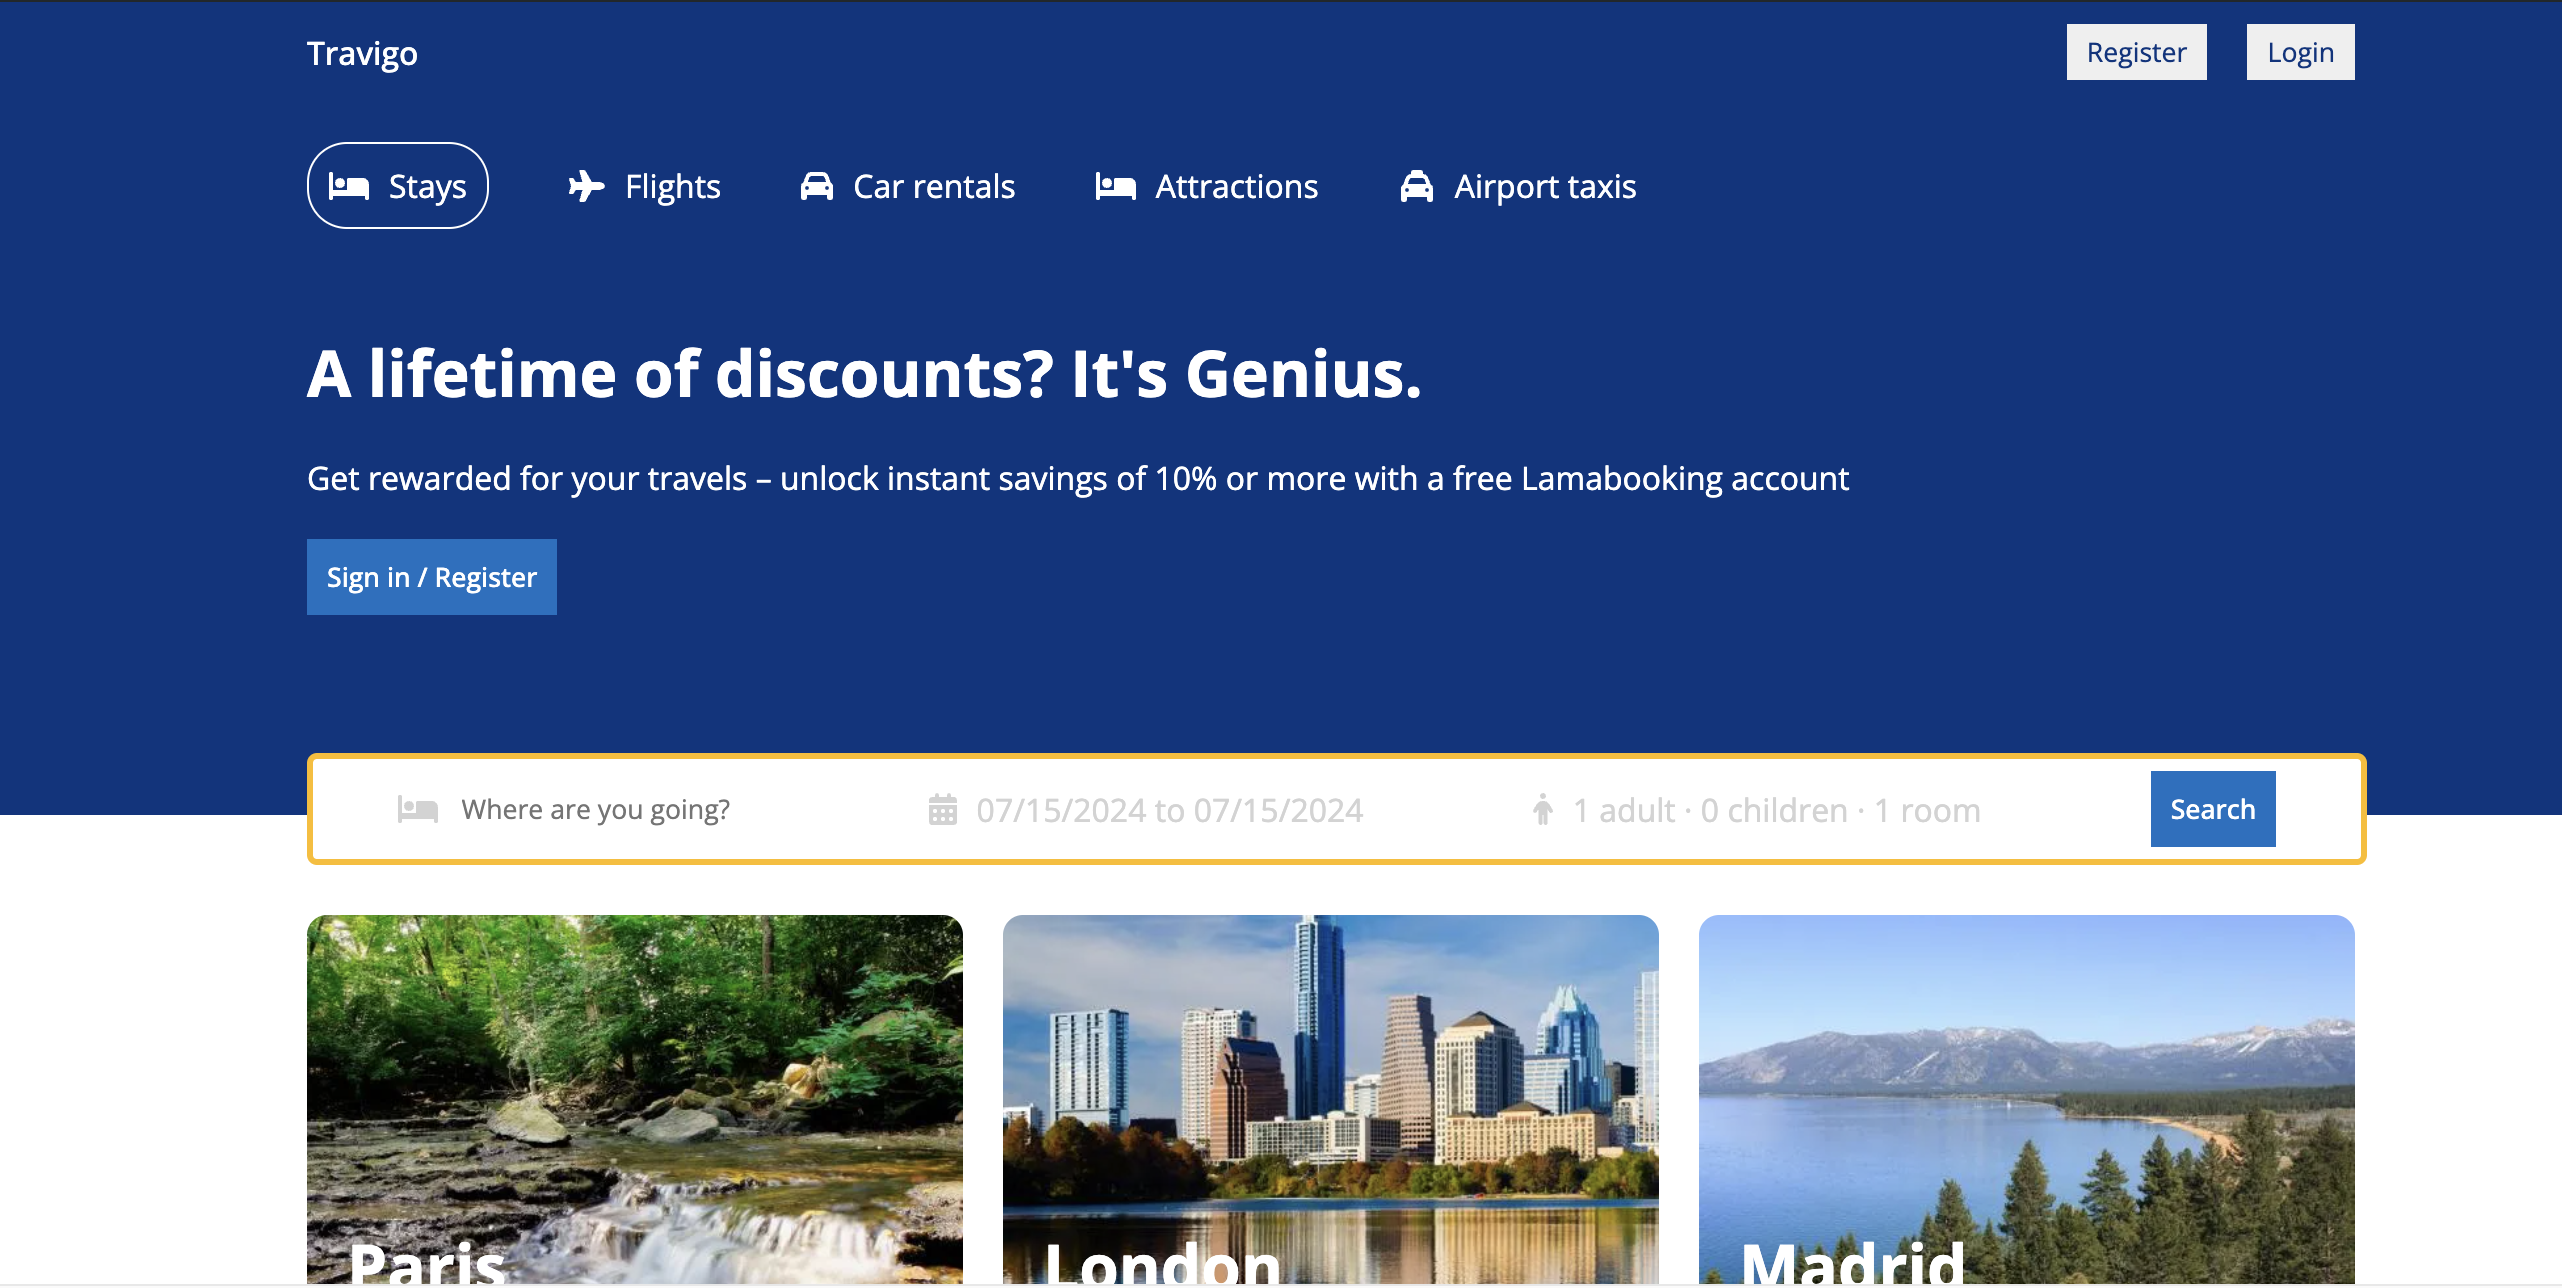 Travigo
Register
Login
Stays
Flights
Car rentals
Attractions
Airport taxis
A lifetime of discounts? It's Genius.
Get rewarded for your travels – unlock instant savings of 10% or more with a free Lamabooking account
Sign in / Register
Where are you going?
07/15/2024 to 07/15/2024
1 adult · 0 children · 1 room
Search
Paris
London
Madrid